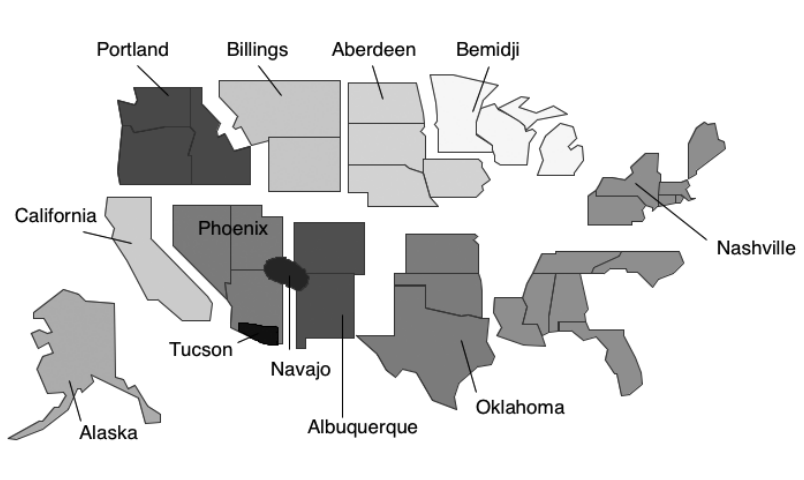 Portland
Billings
Aberdeen
Bemidji
California
Phoenix
Nashville
Tucson
Navajo
Oklahoma
Albuquerque
Alaska